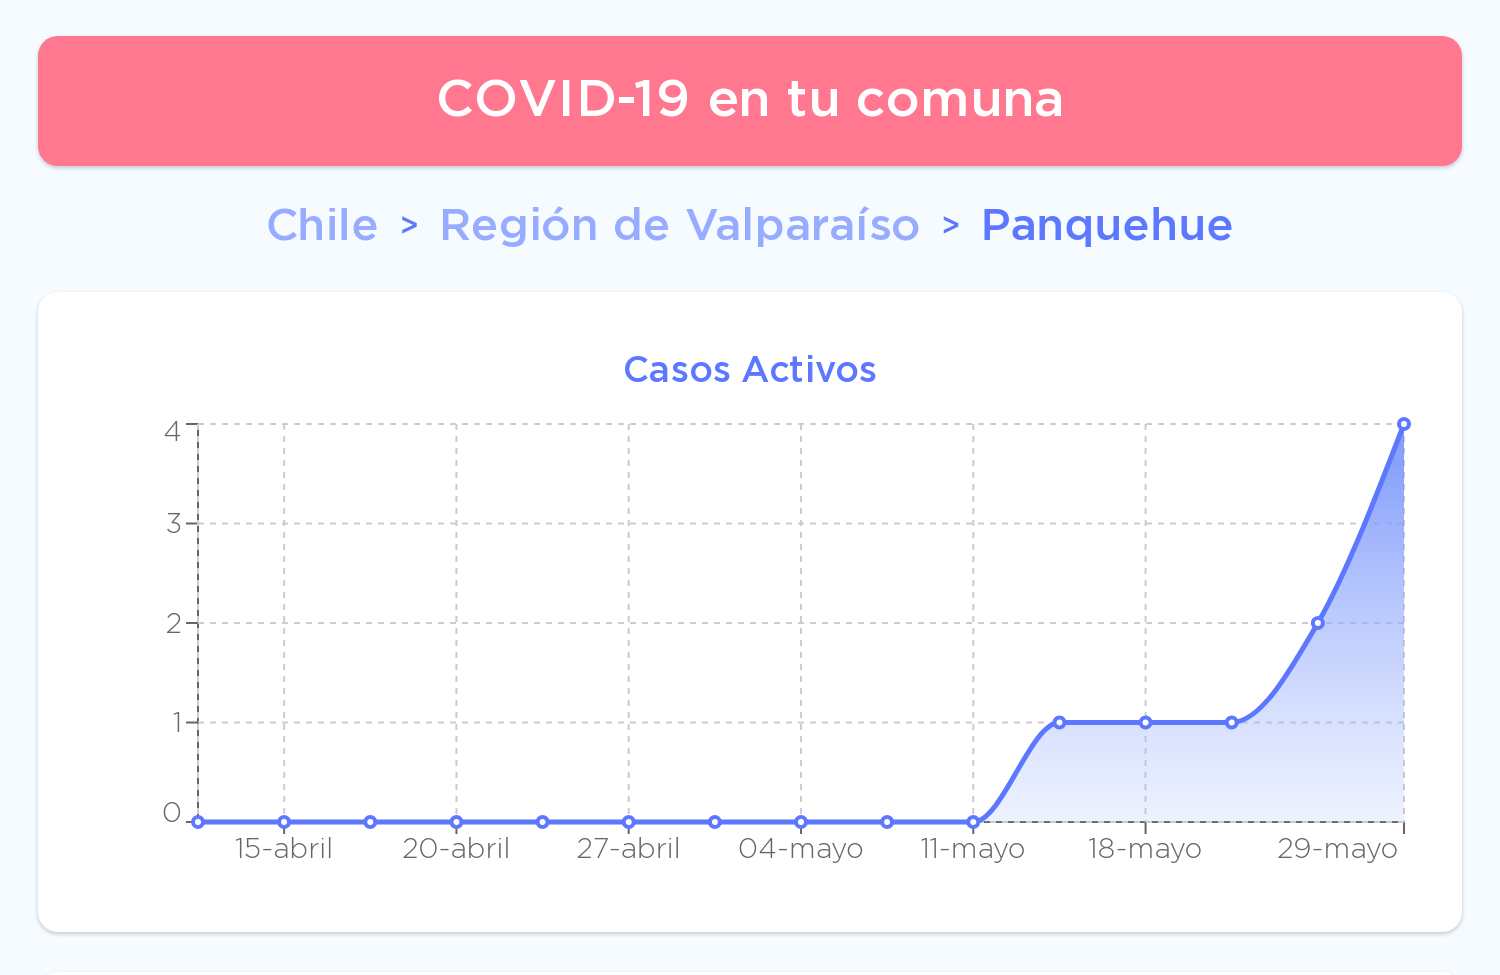 COVID-19 en tu comuna
Chile > Región de Valparaíso > Panquehue
Casos Activos
4
3
2
1
0
15-abril 20-abril 27-abril 04-mayo 11-mayo 18-mayo 29-mayo